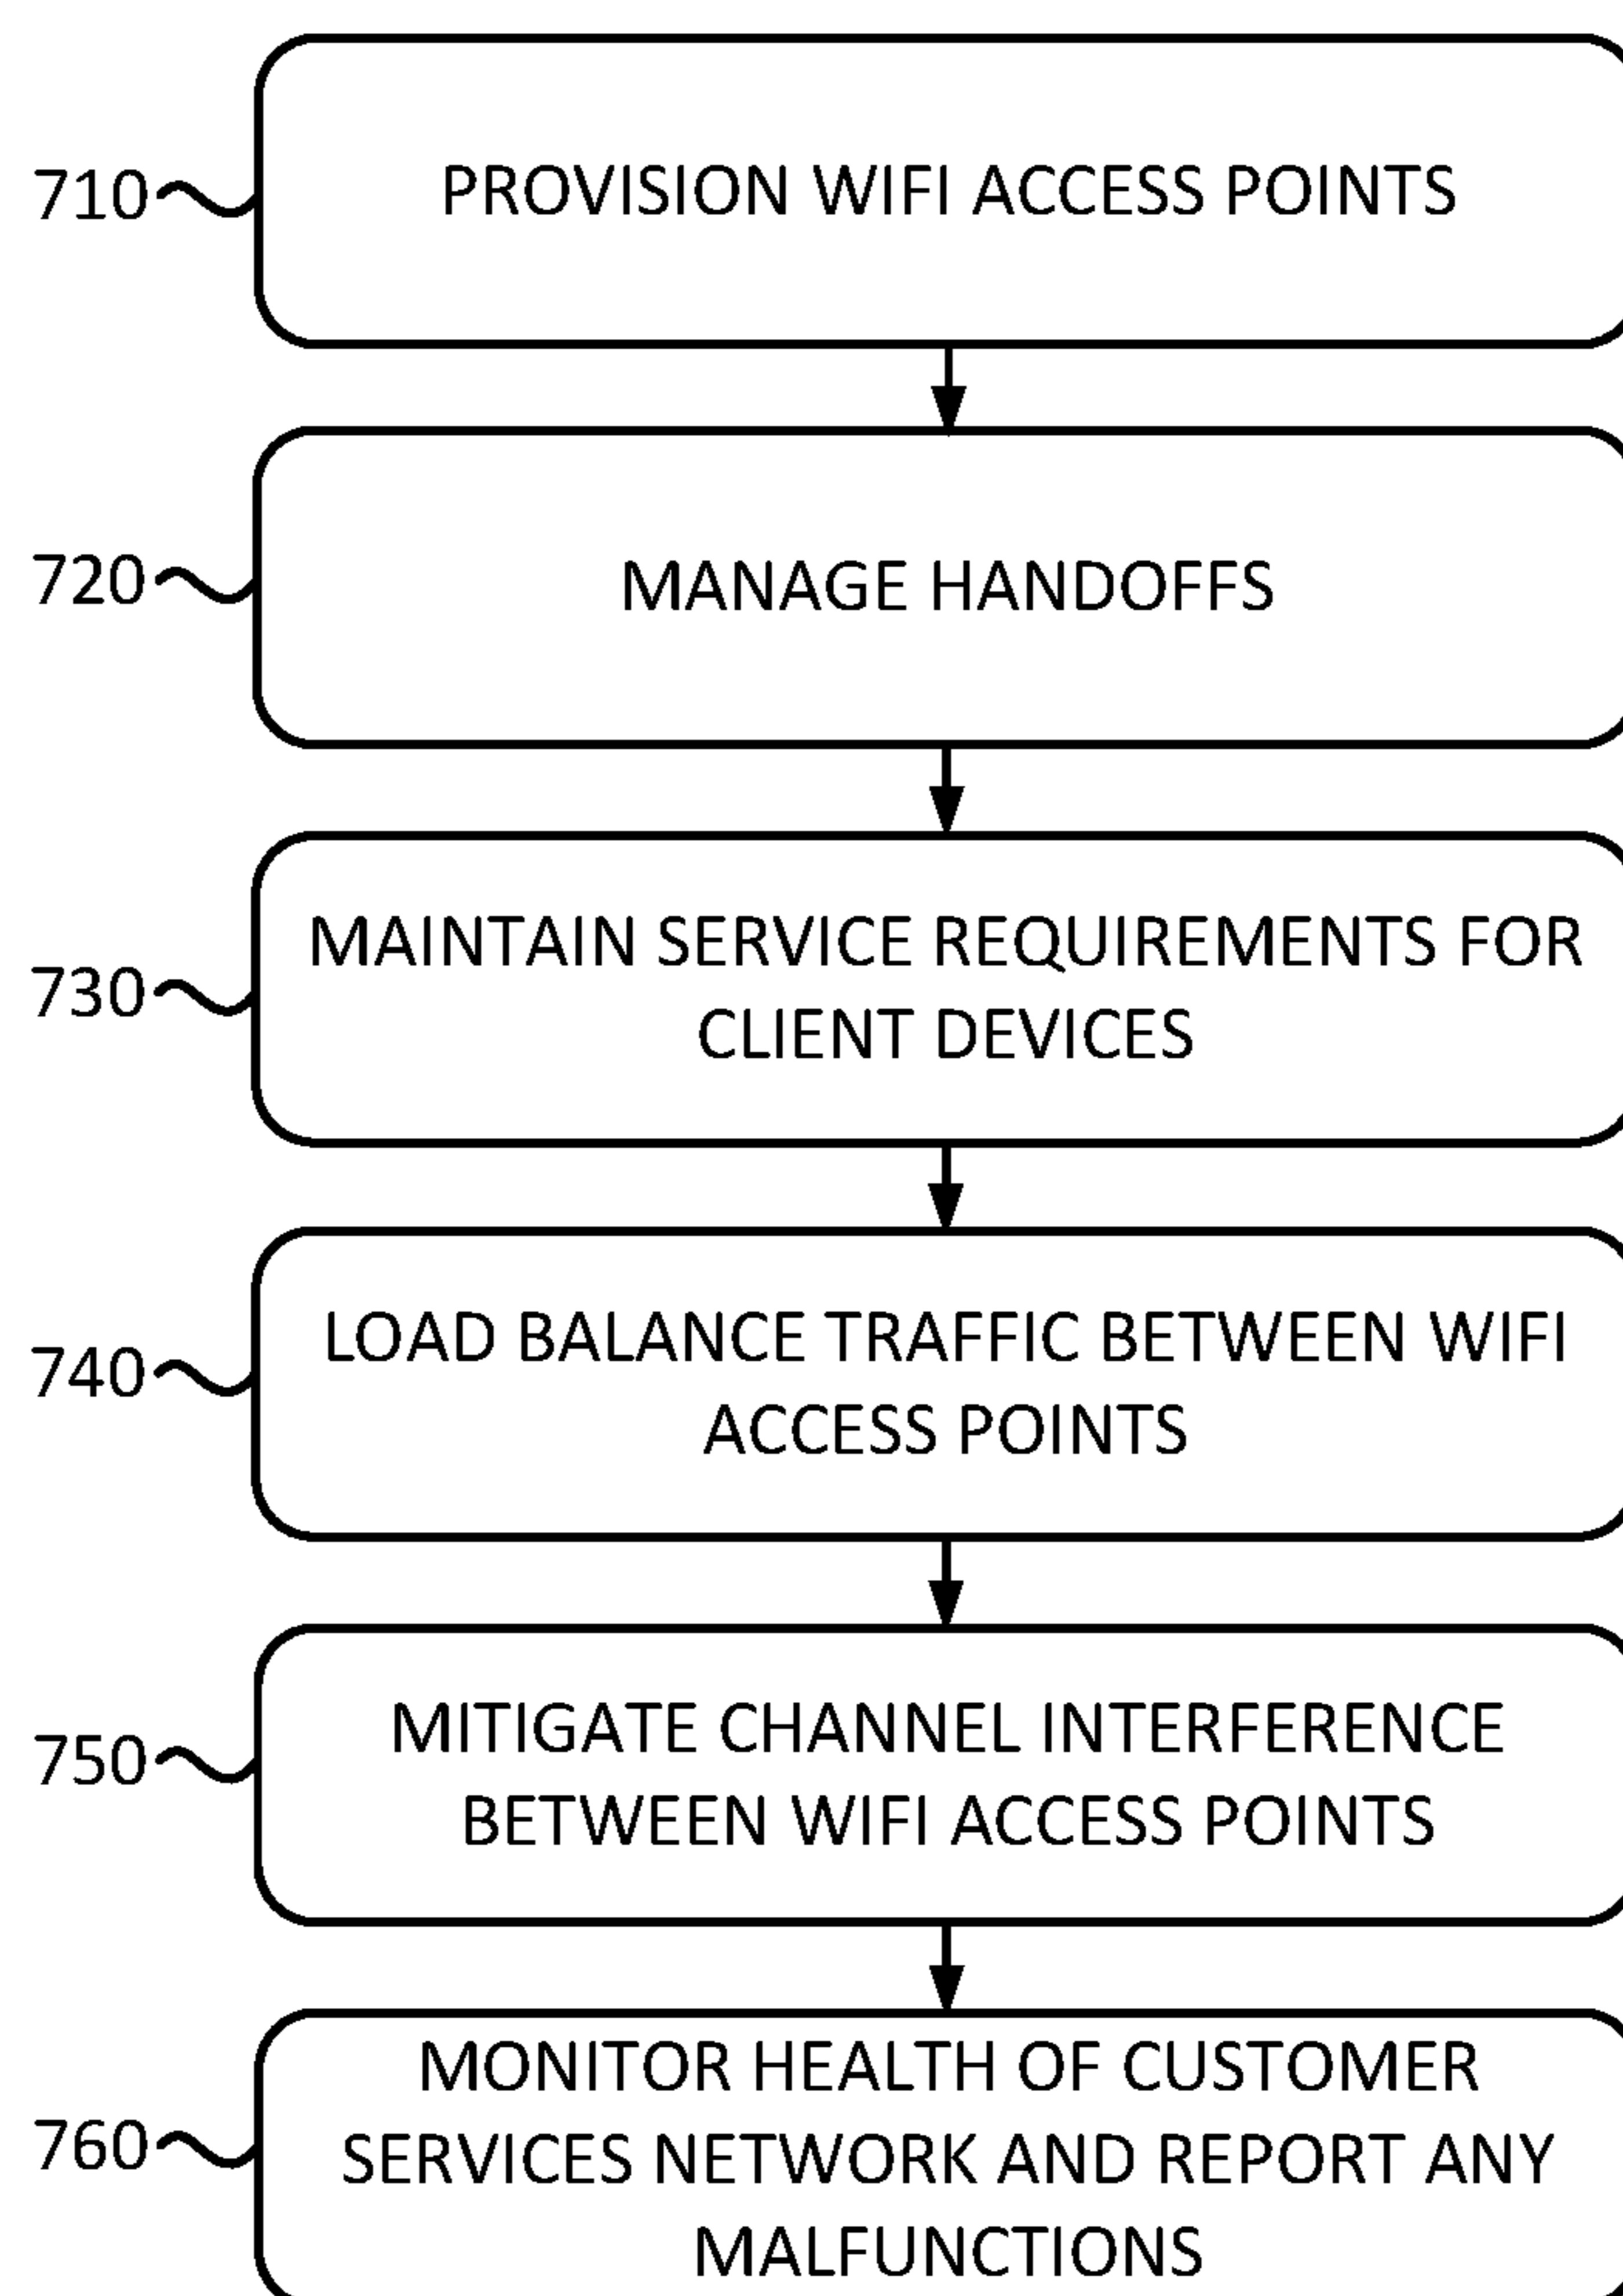 710
PROVISION WIFI ACCESS POINTS
720
MANAGE HANDOFFS
730
MAINTAIN SERVICE REQUIREMENTS FOR
CLIENT DEVICES
740
LOAD BALANCE TRAFFIC BETWEEN WIFI
ACCESS POINTS
750
MITIGATE CHANNEL INTERFERENCE
BETWEEN WIFI ACCESS POINTS
760
MONITOR HEALTH OF CUSTOMER
SERVICES NETWORK AND REPORT ANY
MALFUNCTIONS